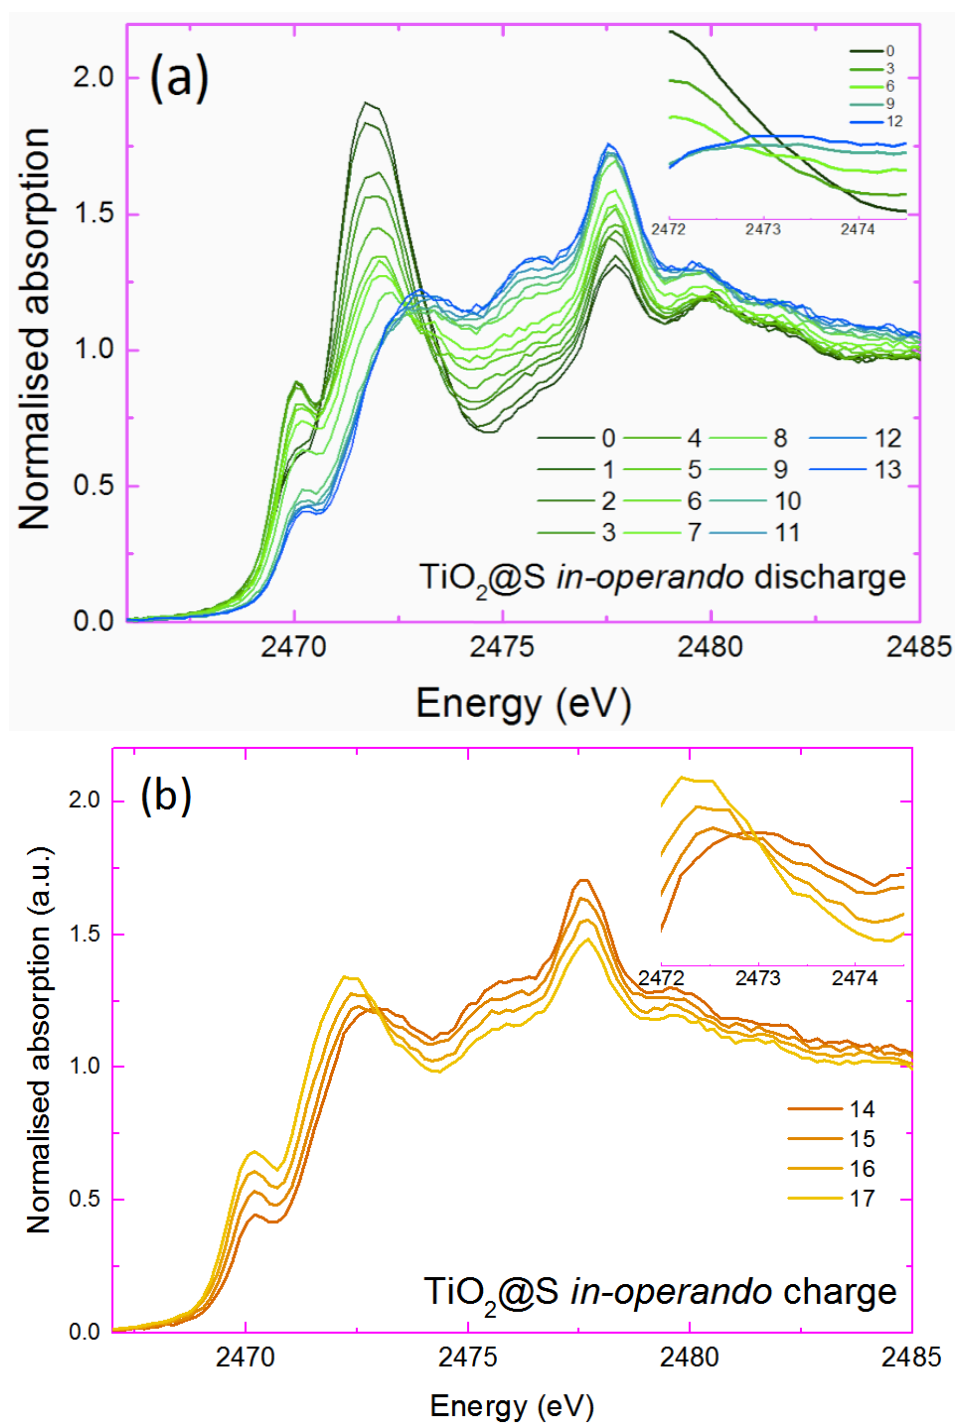 (a)
Normalised absorption
2.0
1.5
1.0
0.5
0.0
2470 2475 2480 2485
Energy (eV)
0
3
6
9
12
2472 2473 2474
0 4 8 12
1 5 9 13
2 6 10
3 7 11
TiO2@S in-operando discharge
(b)
Normalised absorption (a.u.)
2.0
1.5
1.0
0.5
0.0
2470 2475 2480 2485
Energy (eV)
2472 2473 2474
14
15
16
17
TiO2@S in-operando charge